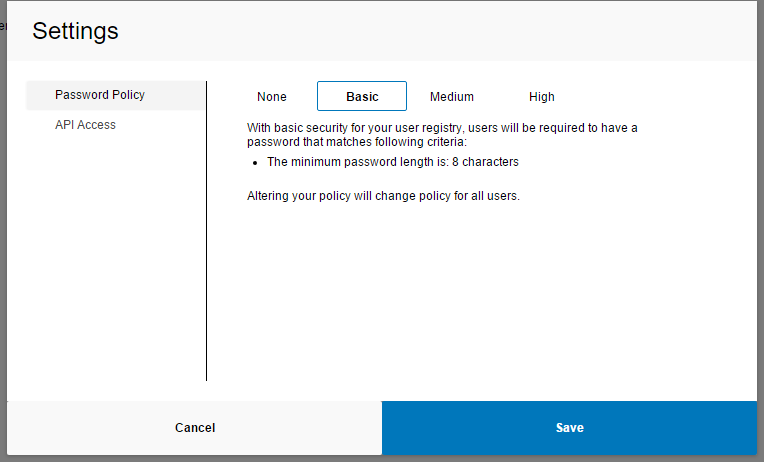 er
Settings
Password Policy
API Access
None Basic Medium High
With basic security for your user registry, users will be required to have a
password that matches following criteria:
• The minimum password length is: 8 characters
Altering your policy will change policy for all users.
Cancel Save